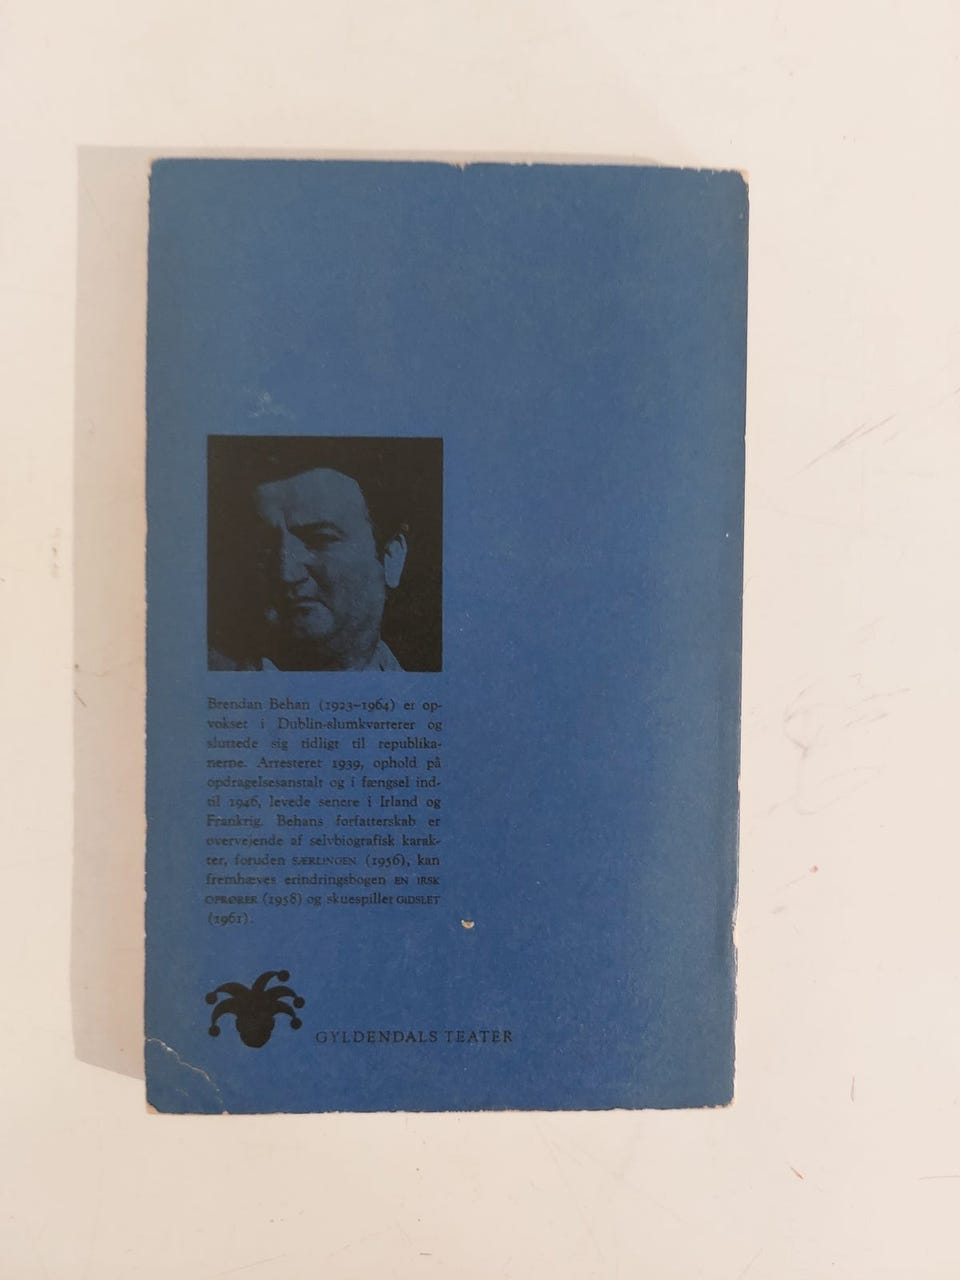 Brendan Behan (1923-1964) er op-
vokset i Dublin-slumkvarterer og
sluttede sig tidligt til republika-
nerne. Arresteret 1939, ophold på
opdragelsesanstalt og i fængsel ind-
til 1946, levede senere i Irland og
Frankrig. Behans forfatterskab er
overvejende af selvbiografisk karak-
ter, foruden SÆRLINGEN (1956), kan
fremhæves erindringsbogen EN IRSK
OPRØRER (1958) og skuespillet GIDSLET
(1961).
GYLDENDALS TEATER